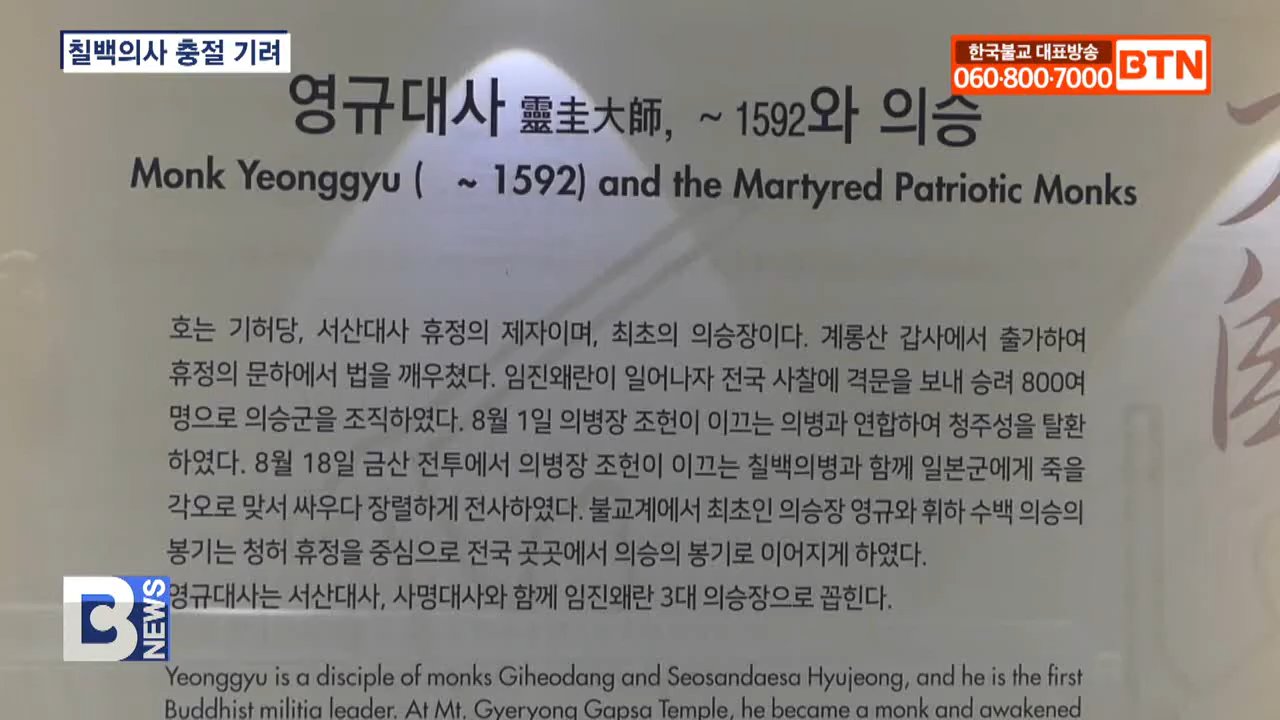 칠백의사 충절 기려
한국불교 대표방송
060·800·7000
BTN
영규대사 靈圭大師, ~ 1592와 의승
Monk Yeonggyu ( ~ 1592) and the Martyred Patriotic Monks
호는 기허당, 서산대사 휴정의 제자이며, 최초의 의승장이다. 계룡산 갑사에서 출가하여
휴정의 문하에서 법을 깨우쳤다. 임진왜란이 일어나자 전국 사찰에 격문을 보내 승려 800여
명으로 의승군을 조직하였다. 8월 1일 의병장 조헌이 이끄는 의병과 연합하여 청주성을 탈환
하였다. 8월 18일 금산 전투에서 의병장 조헌이 이끄는 칠백의병과 함께 일본군에게 죽을
각오로 맞서 싸우다 장렬하게 전사하였다. 불교계에서 최초인 의승장 영규와 휘하 수백 의승의
봉기는 청허 휴정을 중심으로 전국 곳곳에서 의승의 봉기로 이어지게 하였다.
영규대사는 서산대사, 사명대사와 함께 임진왜란 3대 의승장으로 꼽힌다.
B NEWS
Yeonggyu is a disciple of monks Giheodang and Seosandaesa Hyujeong, and he is the first
Buddhist militia leader. At Mt. Gyeryong Gapsa Temple, he became a monk and awakened